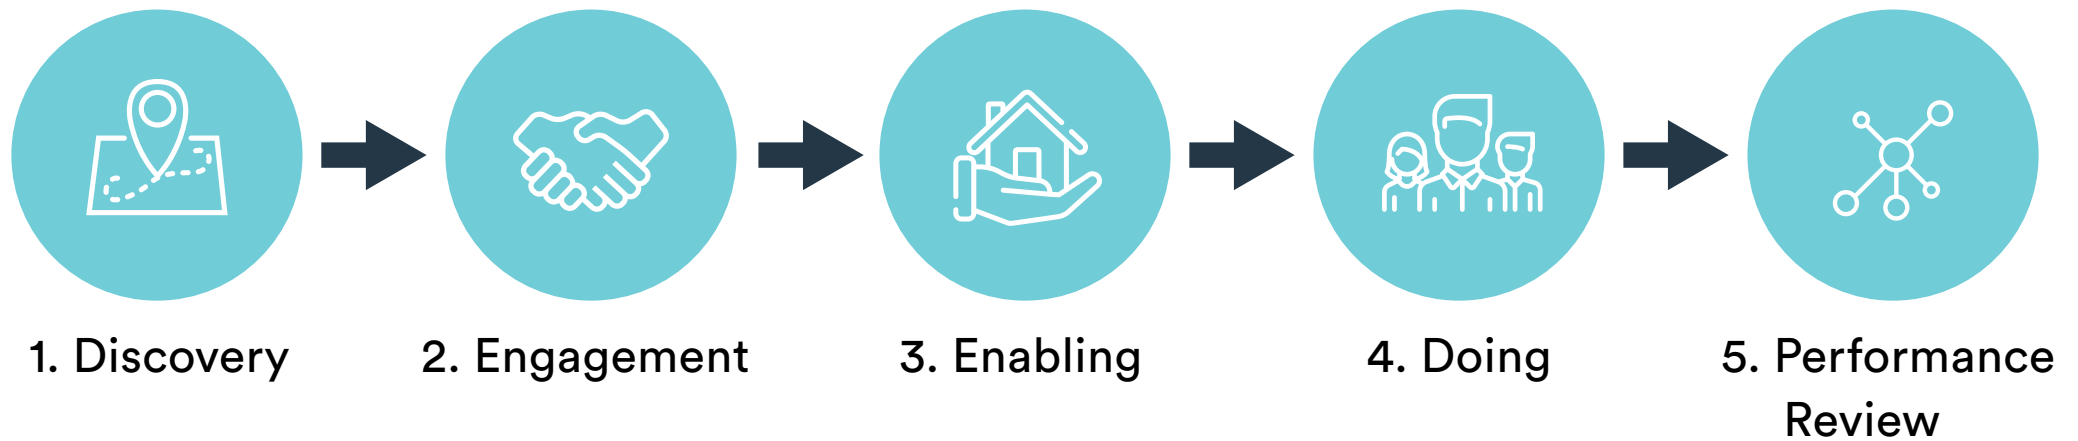 1. Discovery
2. Engagement
3. Enabling
4. Doing
5. Performance
Review